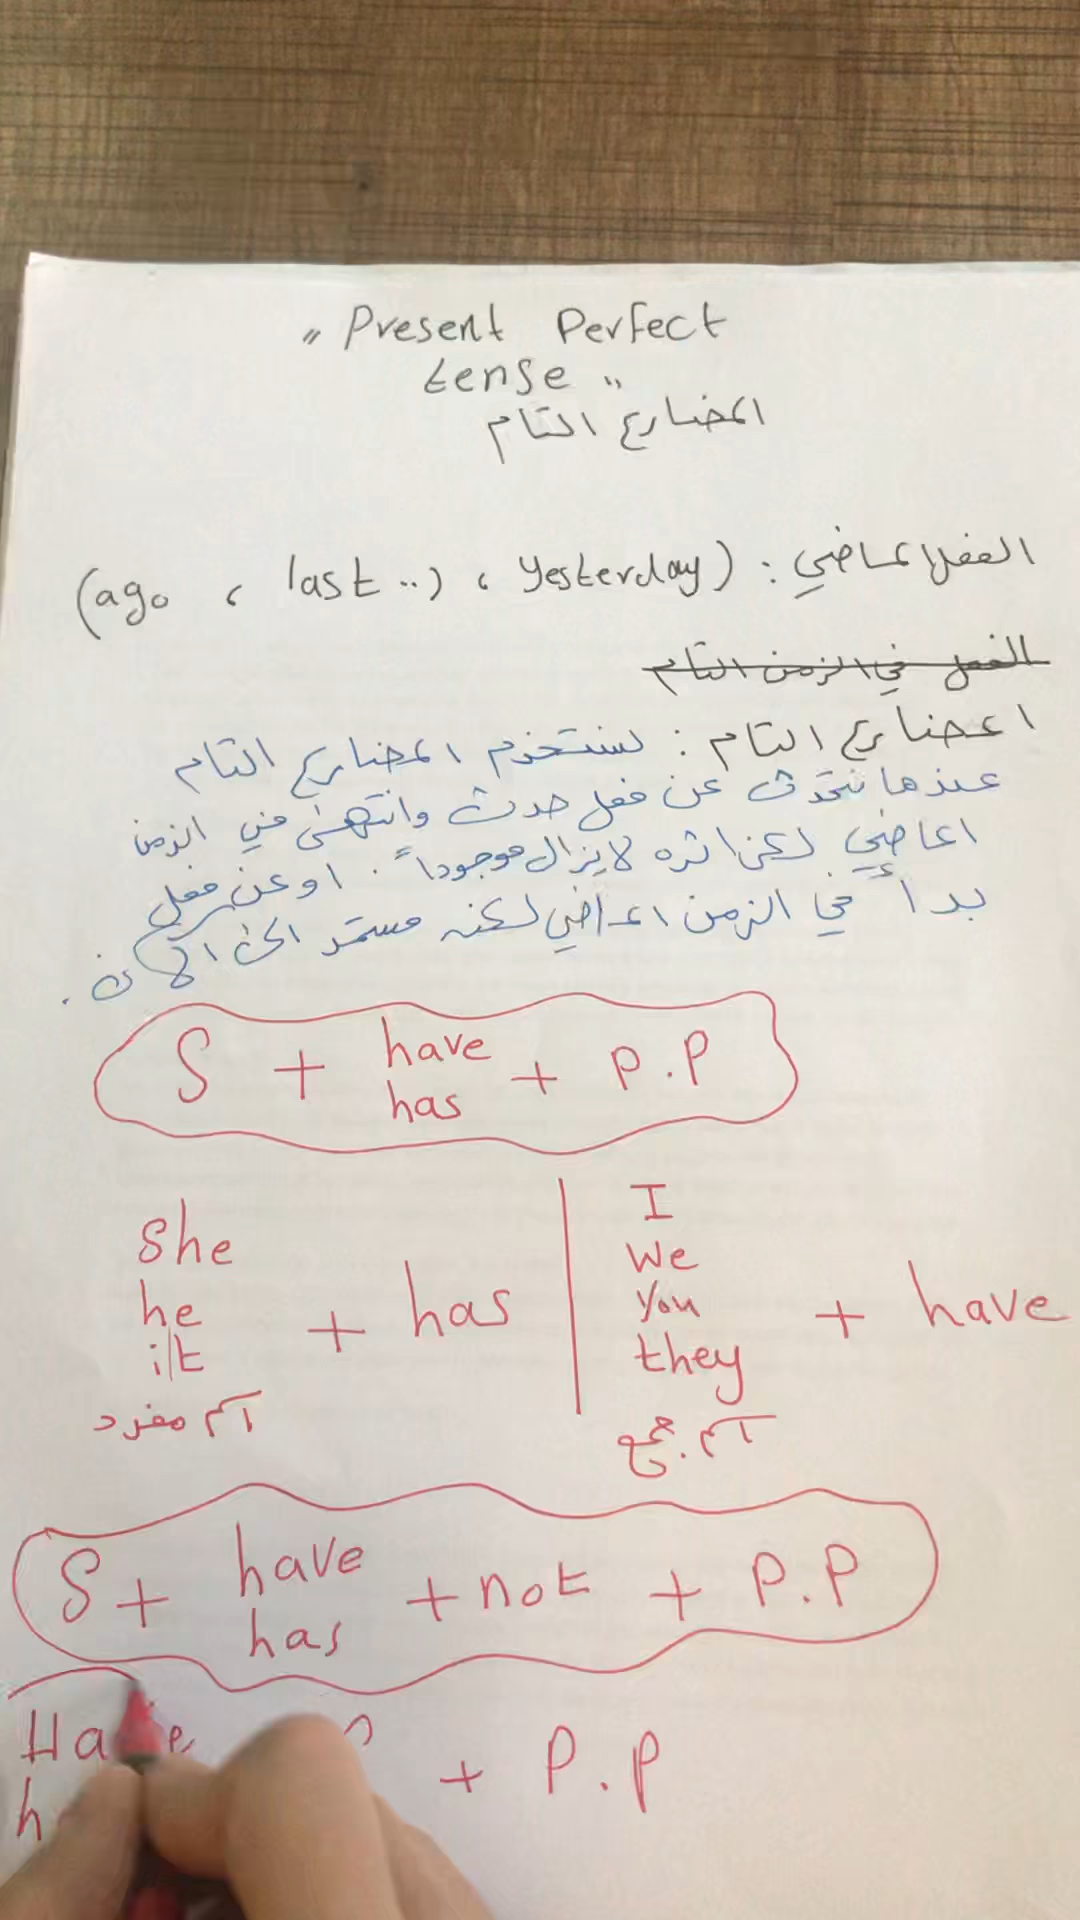 " Present Perfect
tense "
المضارع التام
الفعل الماضي : (ago ، last ..) ، Yesterday)
الفعل في الزمن التام
المضارع التام : نستخدم المضارع التام
عندما نتحدث عن فعل حدث وانتهى في الزمن
الماضي لكن اثره لا يزال موجوداً . او عن فعل
بدأ في الزمن الماضي لكنه مستمر الى الآن .
S + have + P.P
has
She
he
it
اسم مفرد
+ has
I
We
You
they
اسم جمع
+ have
S + have + not + P.P
has
+ P.P